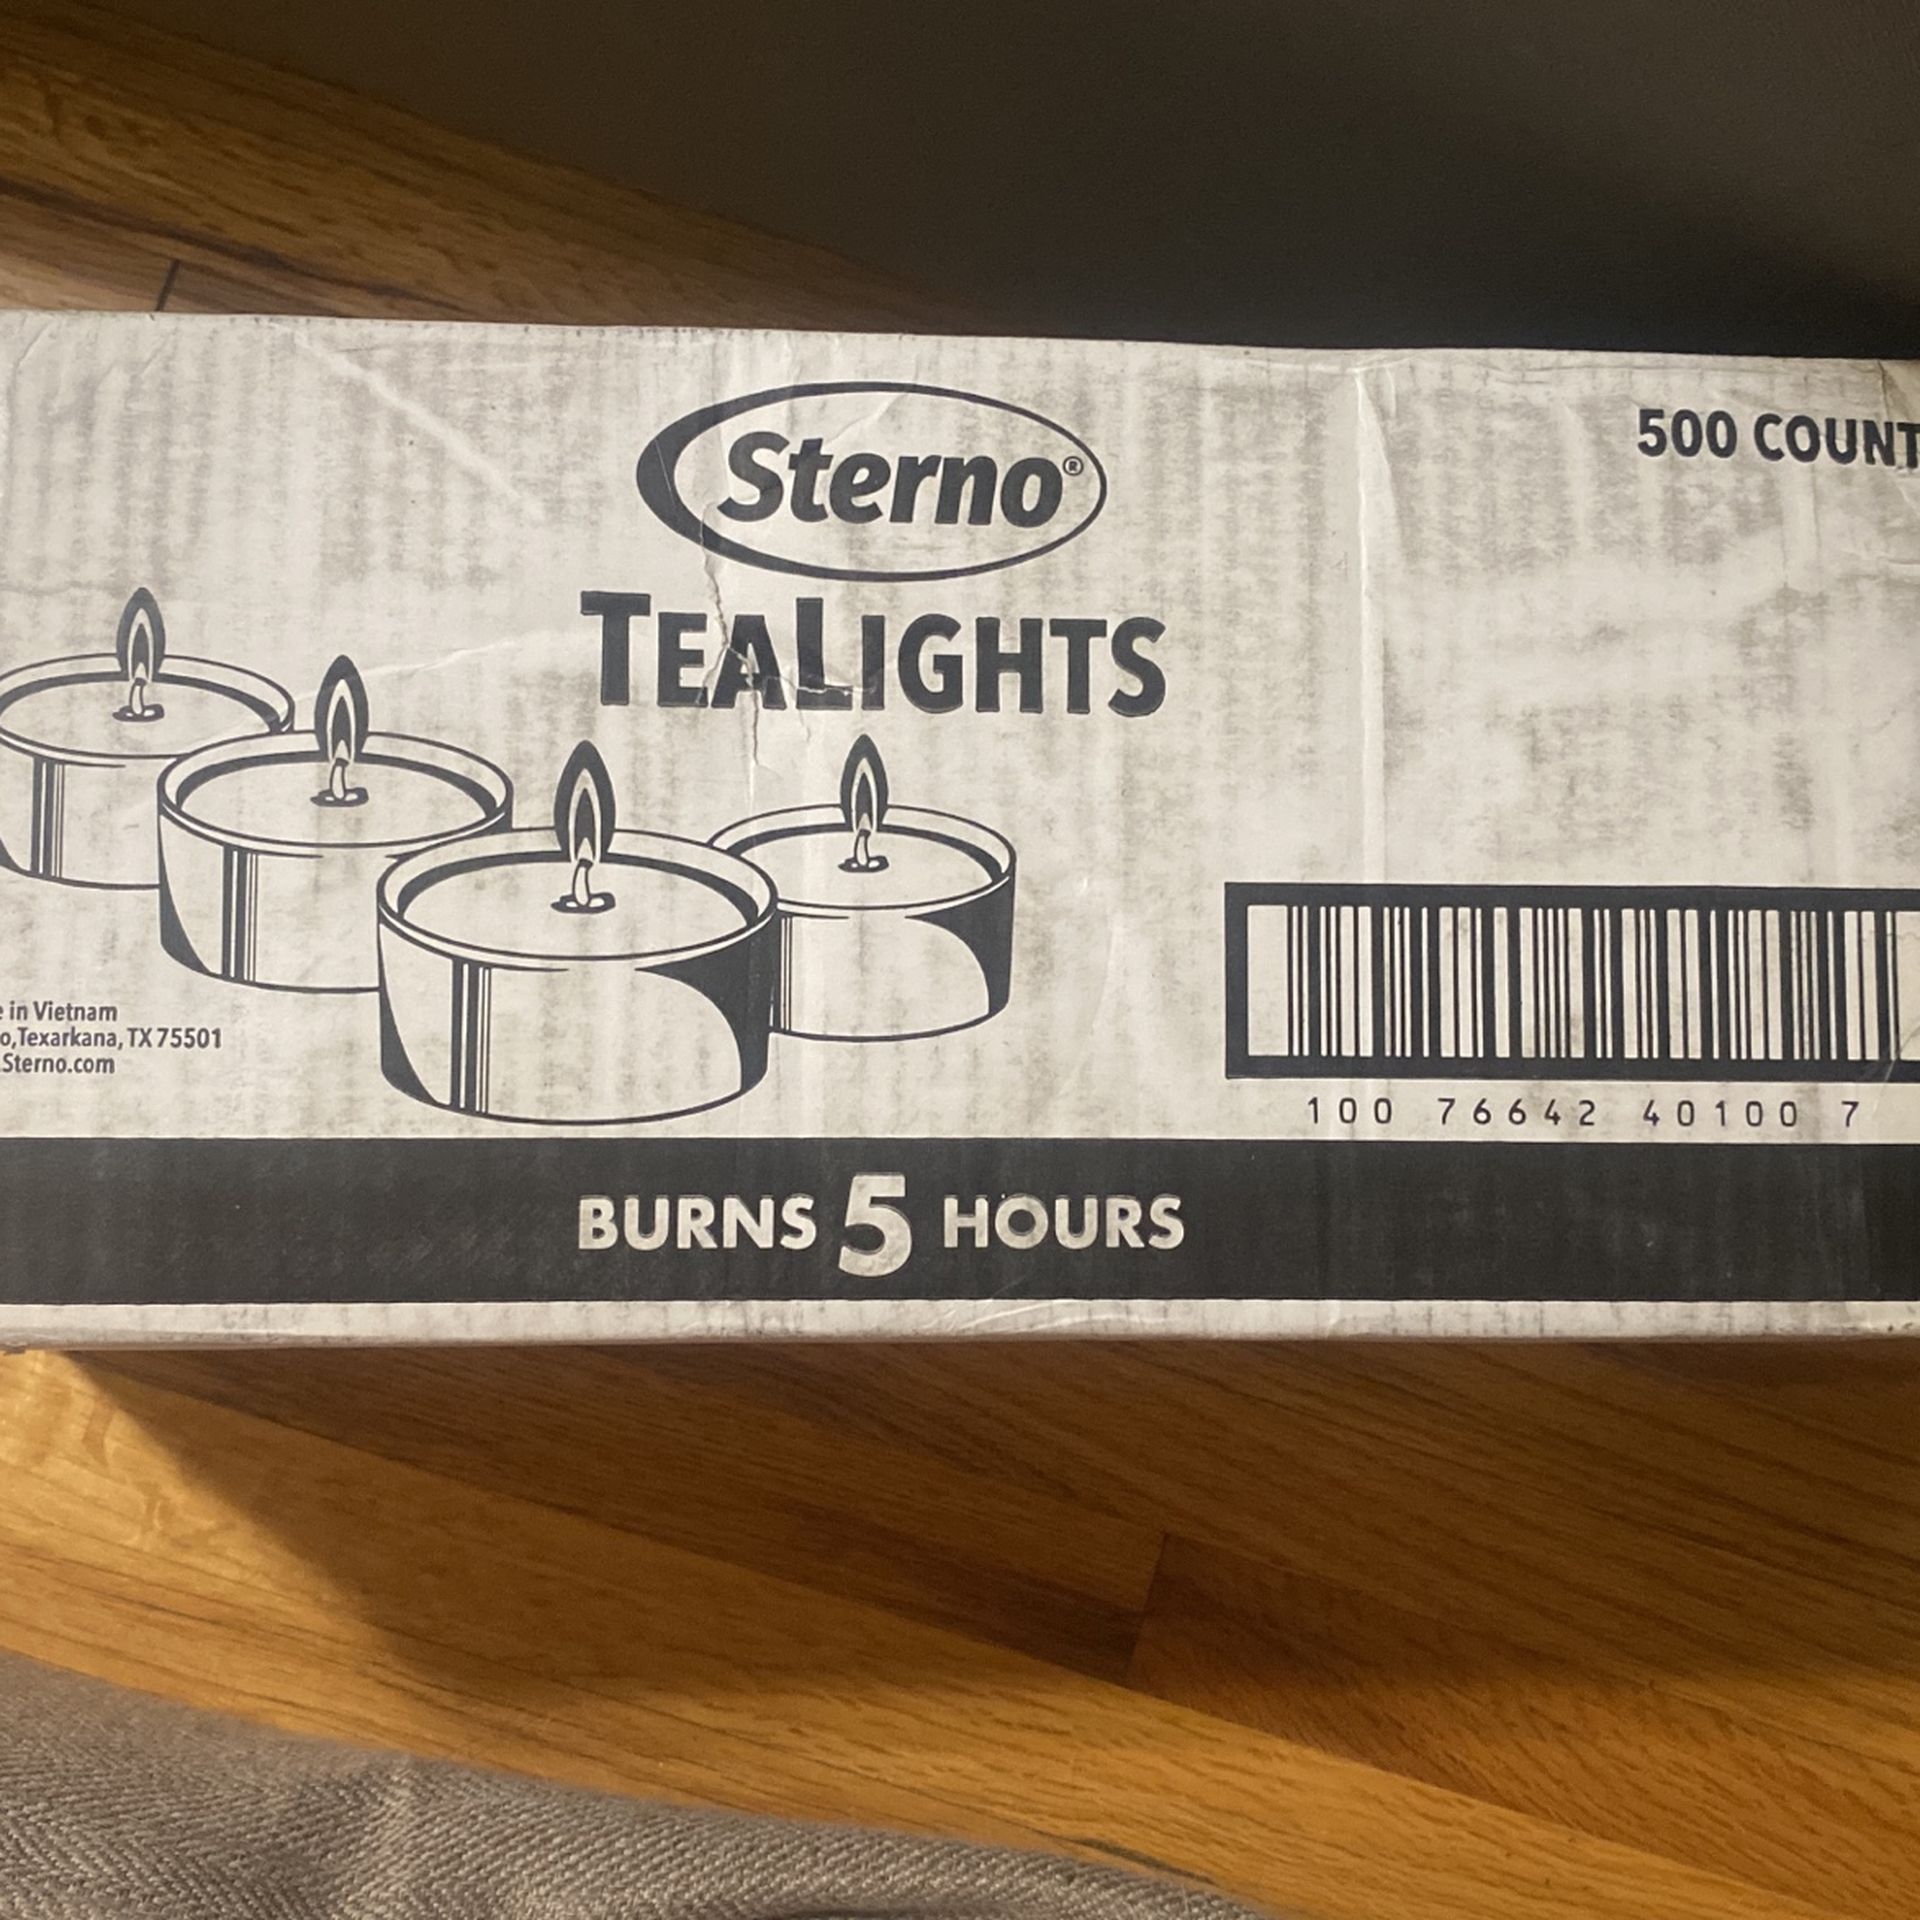 Sterno®
500 COUNT
TEALIGHTS
in Vietnam
Texarkana, TX 75501
Sterno.com
100 76642 40100 7
BURNS 5 HOURS